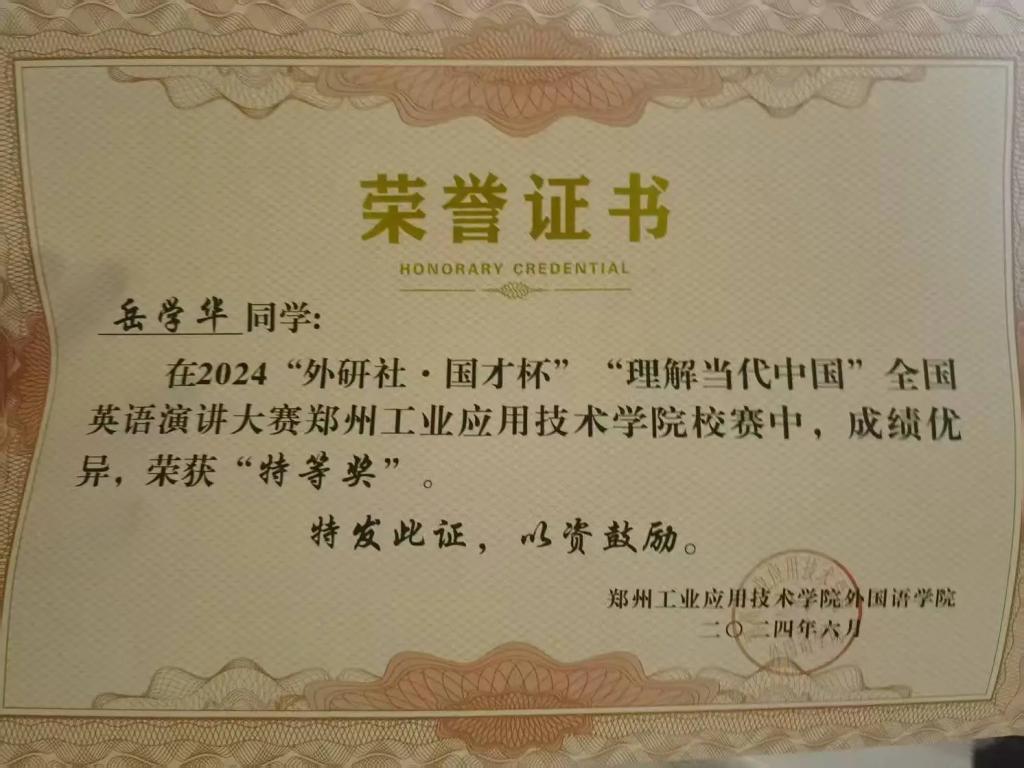 荣誉证书
HONORARY CREDENTIAL
岳学华 同学:
在2024“外研社·国才杯”“理解当代中国”全国
英语演讲大赛郑州工业应用技术学院校赛中，成绩优
异，荣获“特等奖”。
特发此证，以资鼓励。
郑州工业应用技术学院外国语学院
二〇二四年六月